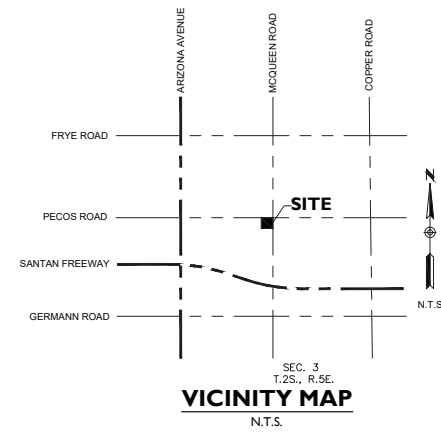 ARIZONA AVENUE
MCQUEEN ROAD
COPPER ROAD
FRYE ROAD
SITE
N
PECOS ROAD
SANTAN FREEWAY
N.T.S
GERMANN ROAD
SEC. 3
T.2S., R.5E.
VICINITY MAP
N.T.S.